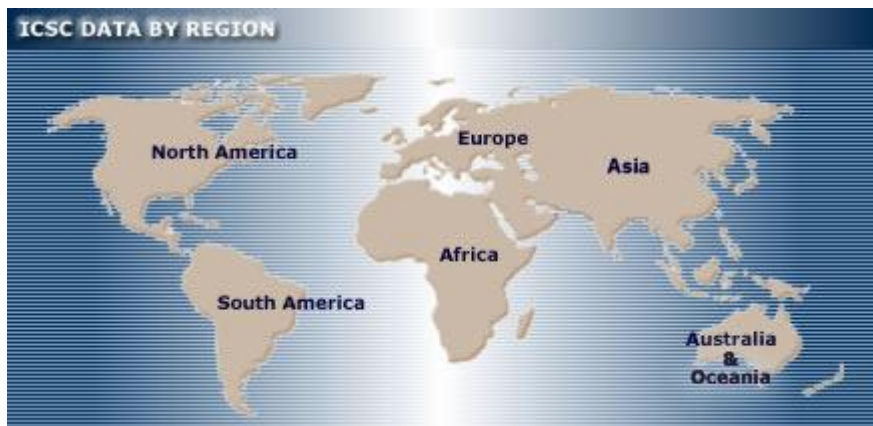 ICSC DATA BY REGION
North America
Europe
Asia
Africa
South America
Australia
&
Oceania